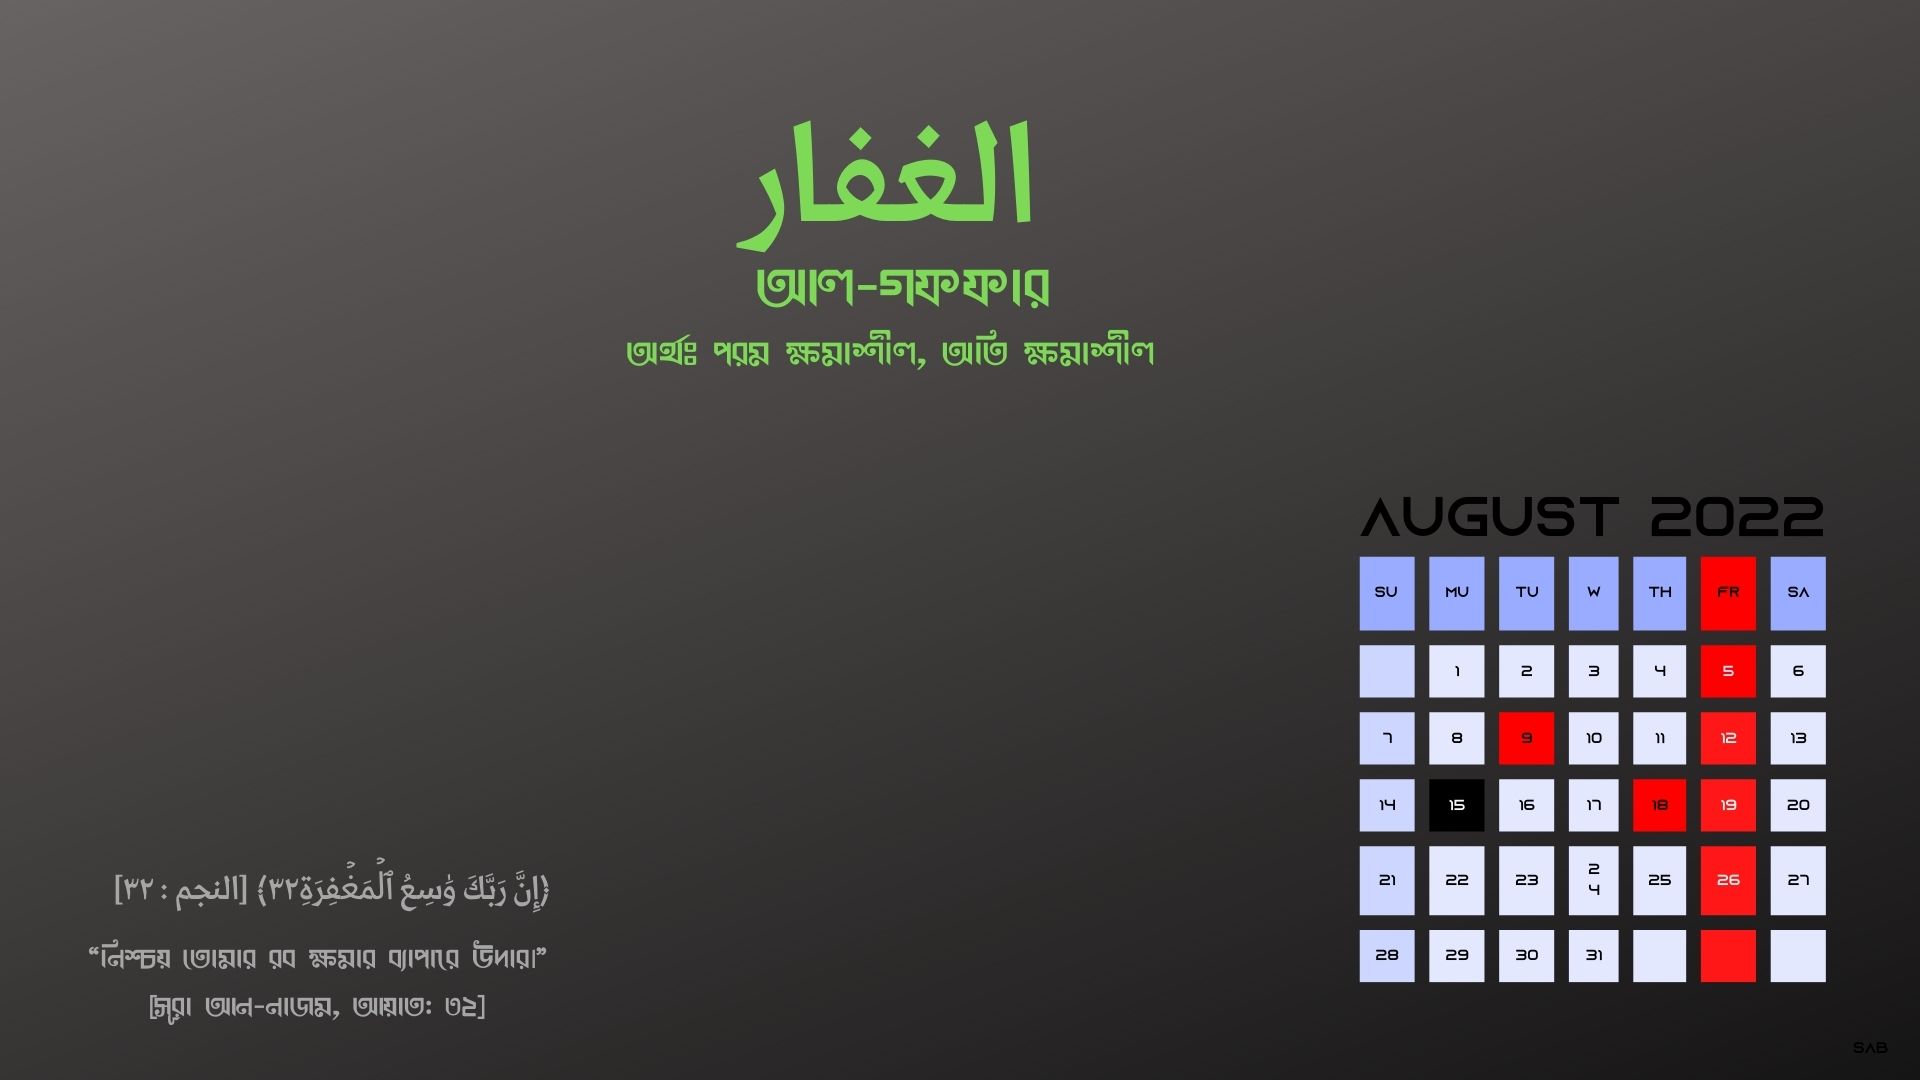 الغفار
আল-গফফার
অর্থঃ পরম ক্ষমাশীল, অতি ক্ষমাশীল
AUGUST 2022
SU MU TU W TH FR SA
1 2 3 4 5 6
7 8 9 10 11 12 13
14 15 16 17 18 19 20
21 22 23 24 25 26 27
28 29 30 31
﴿إِنَّ رَبَّكَ وَٰسِعُ ٱلۡمَغۡفِرَةِ٣٢﴾ [النجم : ٣٢]
“নিশ্চয় তোমার রব ক্ষমার ব্যাপারে উদার।”
[সূরা আন-নাজম, আয়াত: ৩২]
SAB